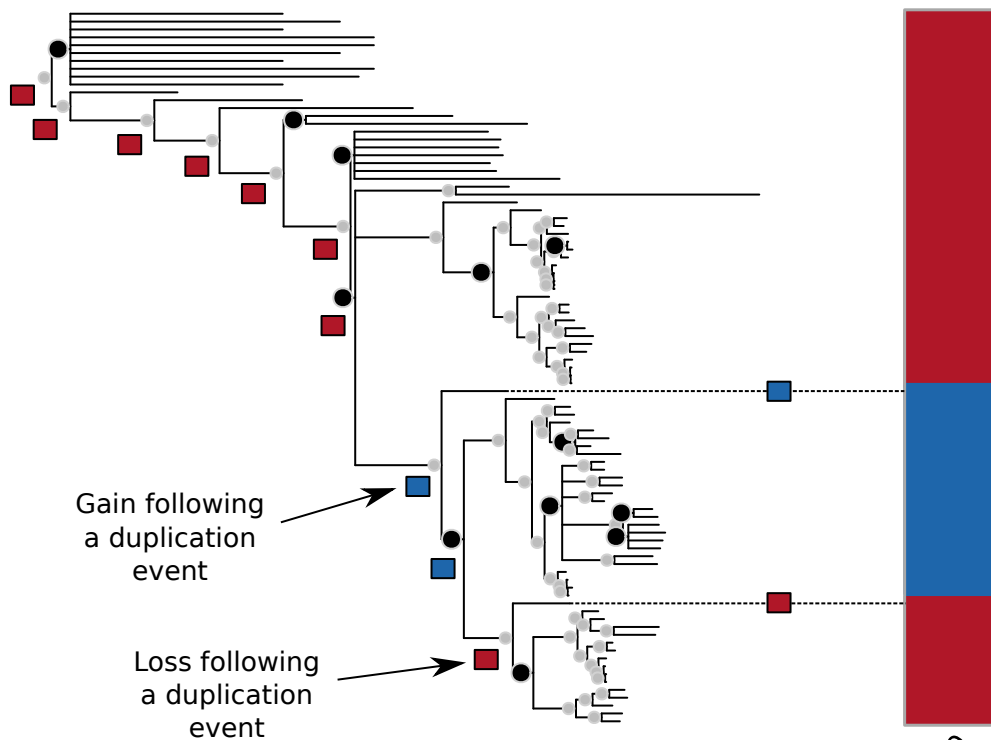 Gain following
a duplication
event
Loss following
a duplication
event